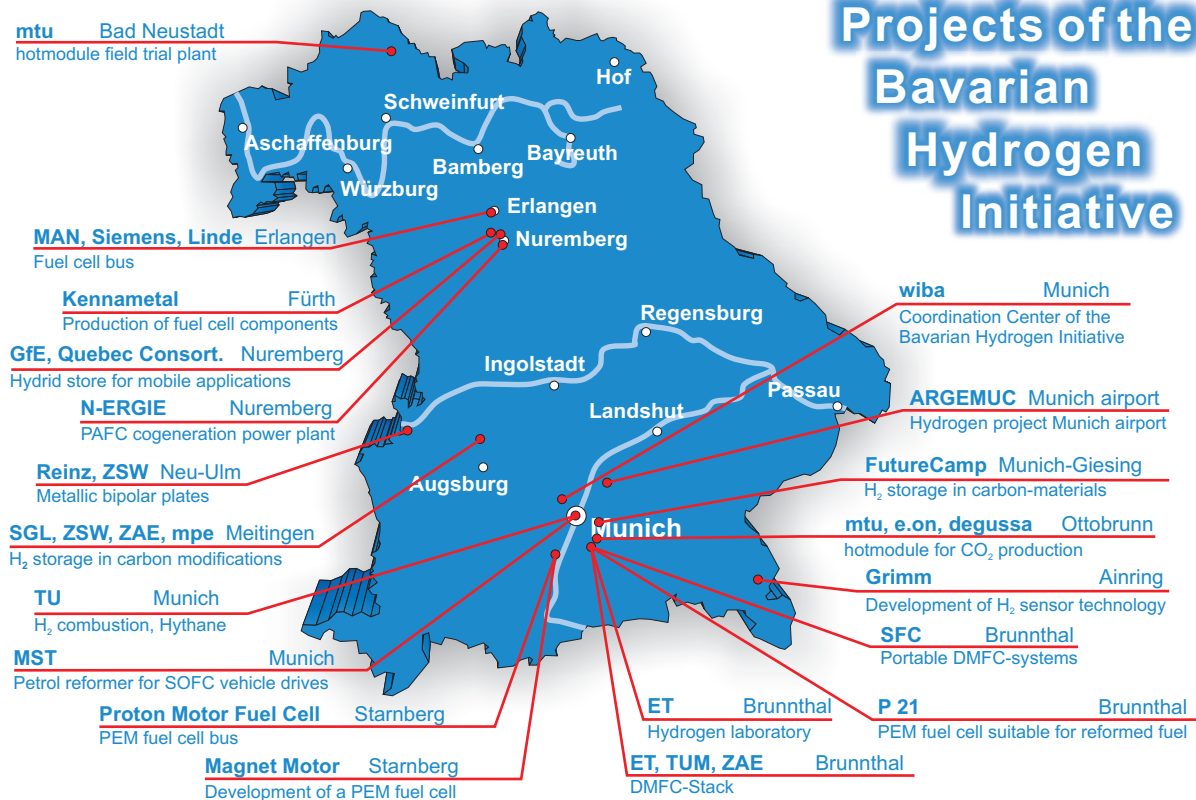 Projects of the
Bavarian
Hydrogen
Initiative
mtu Bad Neustadt
hotmodule field trial plant
Hof
Schweinfurt
Aschaffenburg
Bamberg
Bayreuth
Würzburg
Erlangen
Nuremberg
MAN, Siemens, Linde Erlangen
Fuel cell bus
Kennametal Fürth
Production of fuel cell components
GfE, Quebec Consort. Nuremberg
Hydrid store for mobile applications
N-ERGIE Nuremberg
PAFC cogeneration power plant
Reinz, ZSW Neu-Ulm
Metallic bipolar plates
SGL, ZSW, ZAE, mpe Meitingen
H₂ storage in carbon modifications
TU Munich
H₂ combustion, Hythane
MST Munich
Petrol reformer for SOFC vehicle drives
Proton Motor Fuel Cell Starnberg
PEM fuel cell bus
Magnet Motor Starnberg
Development of a PEM fuel cell
Regensburg
Ingolstadt
Landshut
Passau
Augsburg
Munich
wiba Munich
Coordination Center of the
Bavarian Hydrogen Initiative
ARGEMUC Munich airport
Hydrogen project Munich airport
FutureCamp Munich-Giesing
H₂ storage in carbon-materials
mtu, e.on, degussa Ottobrunn
hotmodule for CO₂ production
Grimm Ainring
Development of H₂ sensor technology
SFC Brunnthal
Portable DMFC-systems
P 21 Brunnthal
PEM fuel cell suitable for reformed fuel
ET Brunnthal
Hydrogen laboratory
ET, TUM, ZAE Brunnthal
DMFC-Stack